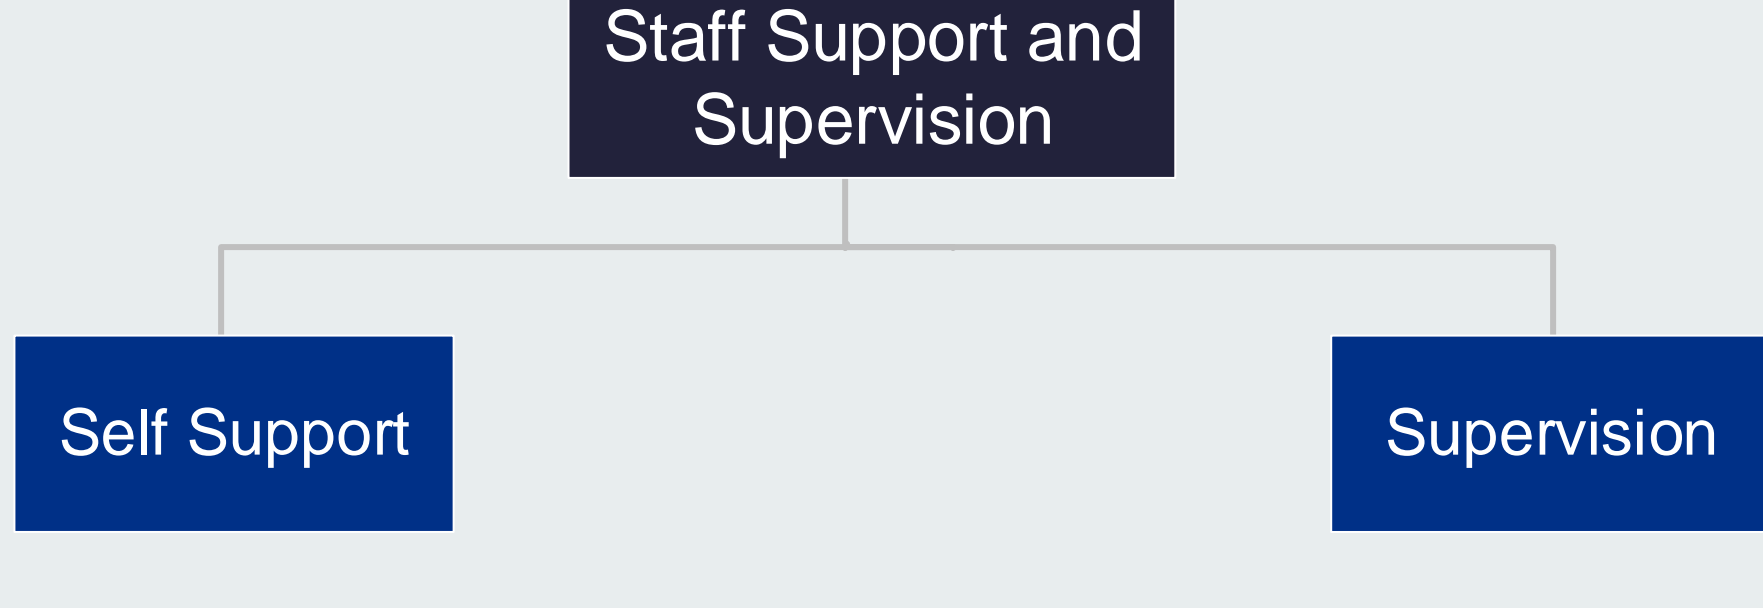 Staff Support and
Supervision
Self Support
Supervision